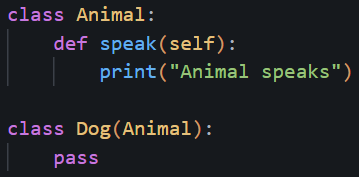 class Animal:
    def speak(self):
        print("Animal speaks")

class Dog(Animal):
    pass